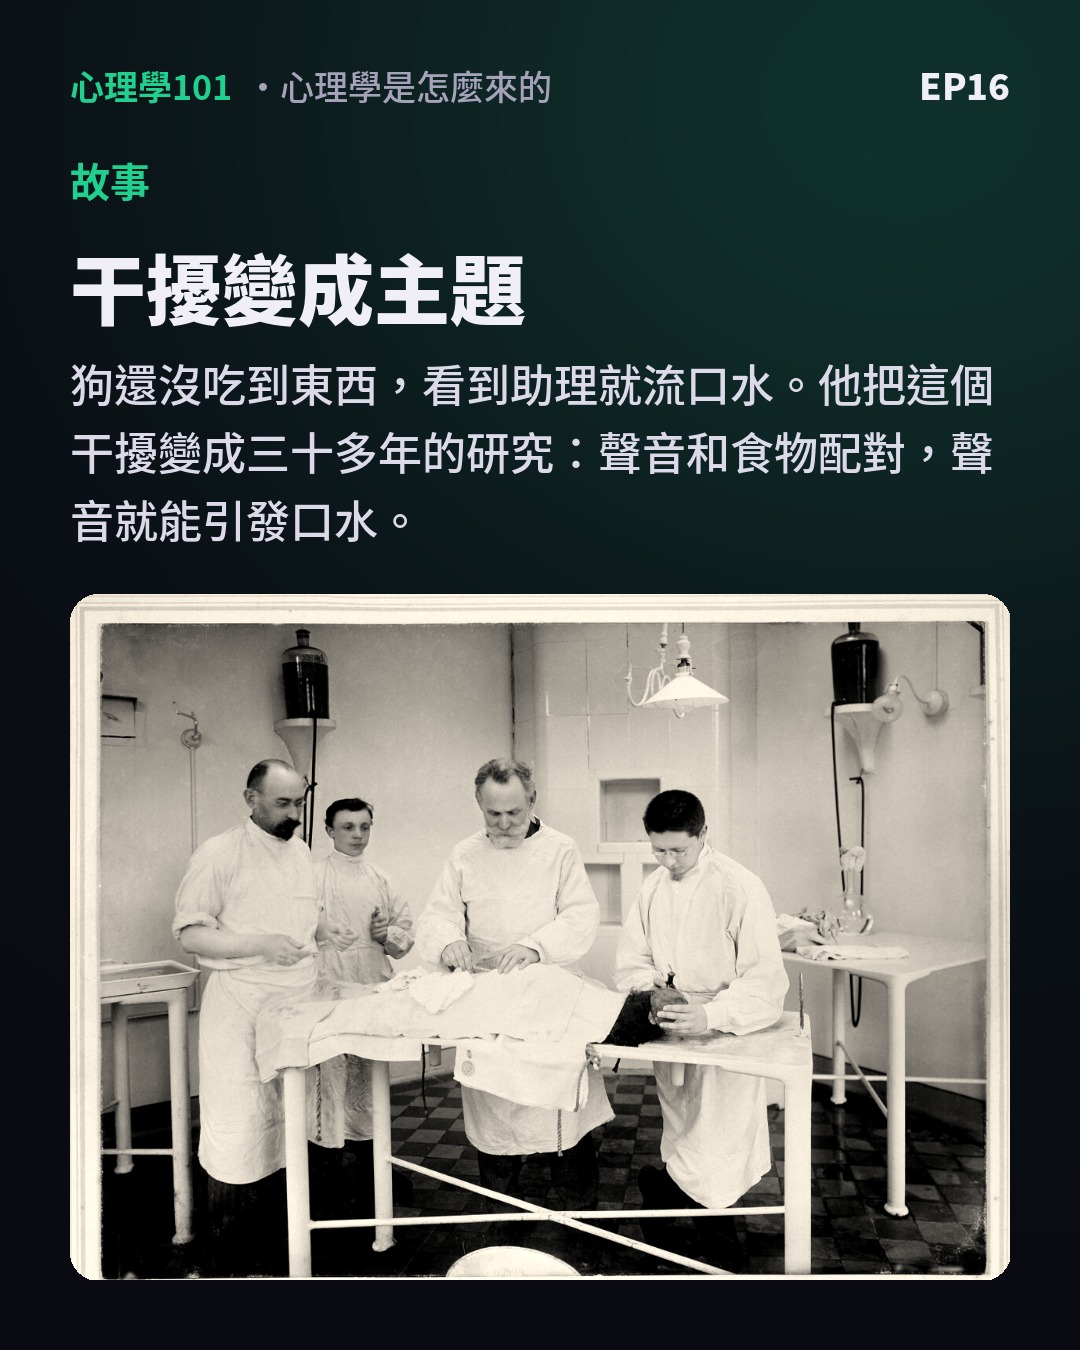 心理學101 ・心理學是怎麼來的
EP16
故事
干擾變成主題
狗還沒吃到東西，看到助理就流口水。他把這個
干擾變成三十多年的研究：聲音和食物配對，聲
音就能引發口水。